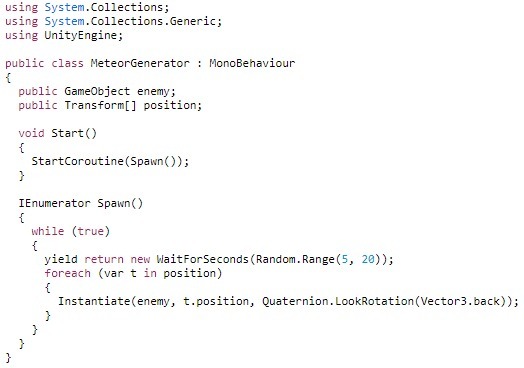 using System.Collections;
using System.Collections.Generic;
using UnityEngine;

public class MeteorGenerator : MonoBehaviour
{
  public GameObject enemy;
  public Transform[] position;

  void Start()
  {
    StartCoroutine(Spawn());
  }

  IEnumerator Spawn()
  {
    while (true)
    {
      yield return new WaitForSeconds(Random.Range(5, 20));
      foreach (var t in position)
      {
        Instantiate(enemy, t.position, Quaternion.LookRotation(Vector3.back));
      }
    }
  }
}